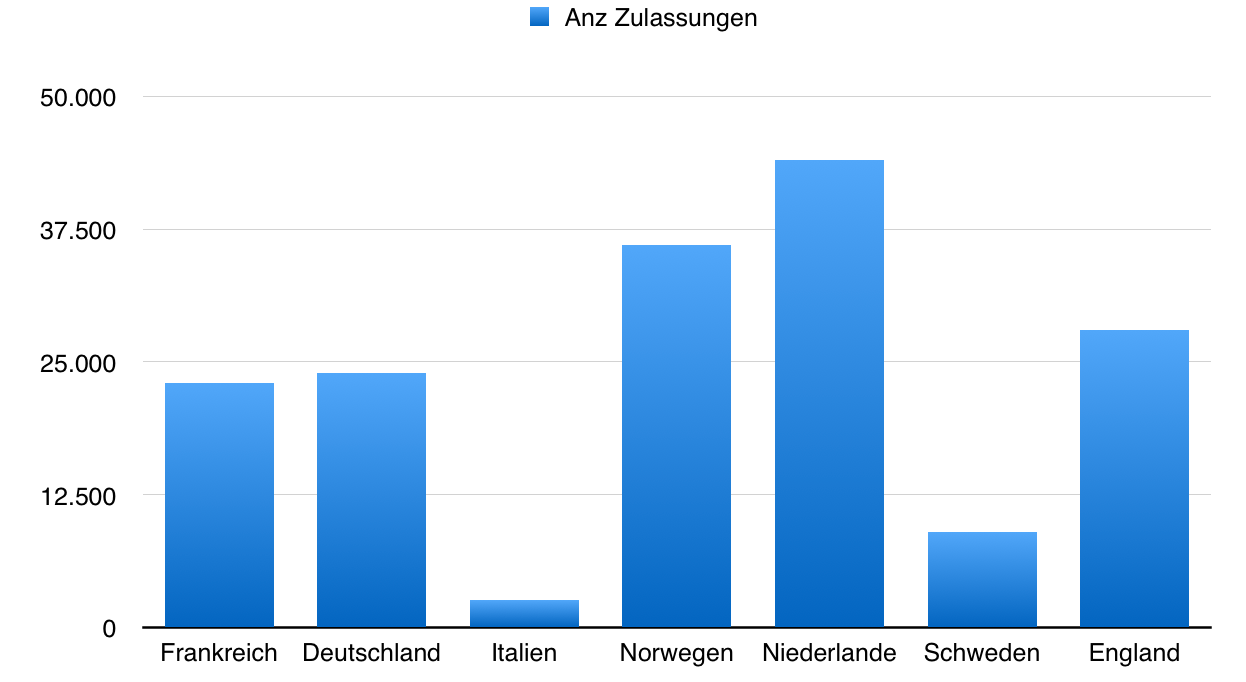 Anz Zulassungen
50.000
37.500
25.000
12.500
0
Frankreich Deutschland Italien Norwegen Niederlande Schweden England